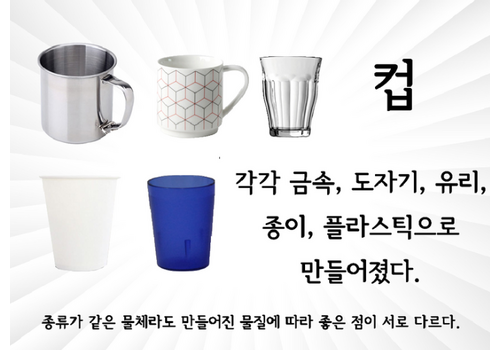 컵
각각 금속, 도자기, 유리,
종이, 플라스틱으로
만들어졌다.
종류가 같은 물체라도 만들어진 물질에 따라 좋은 점이 서로 다르다.